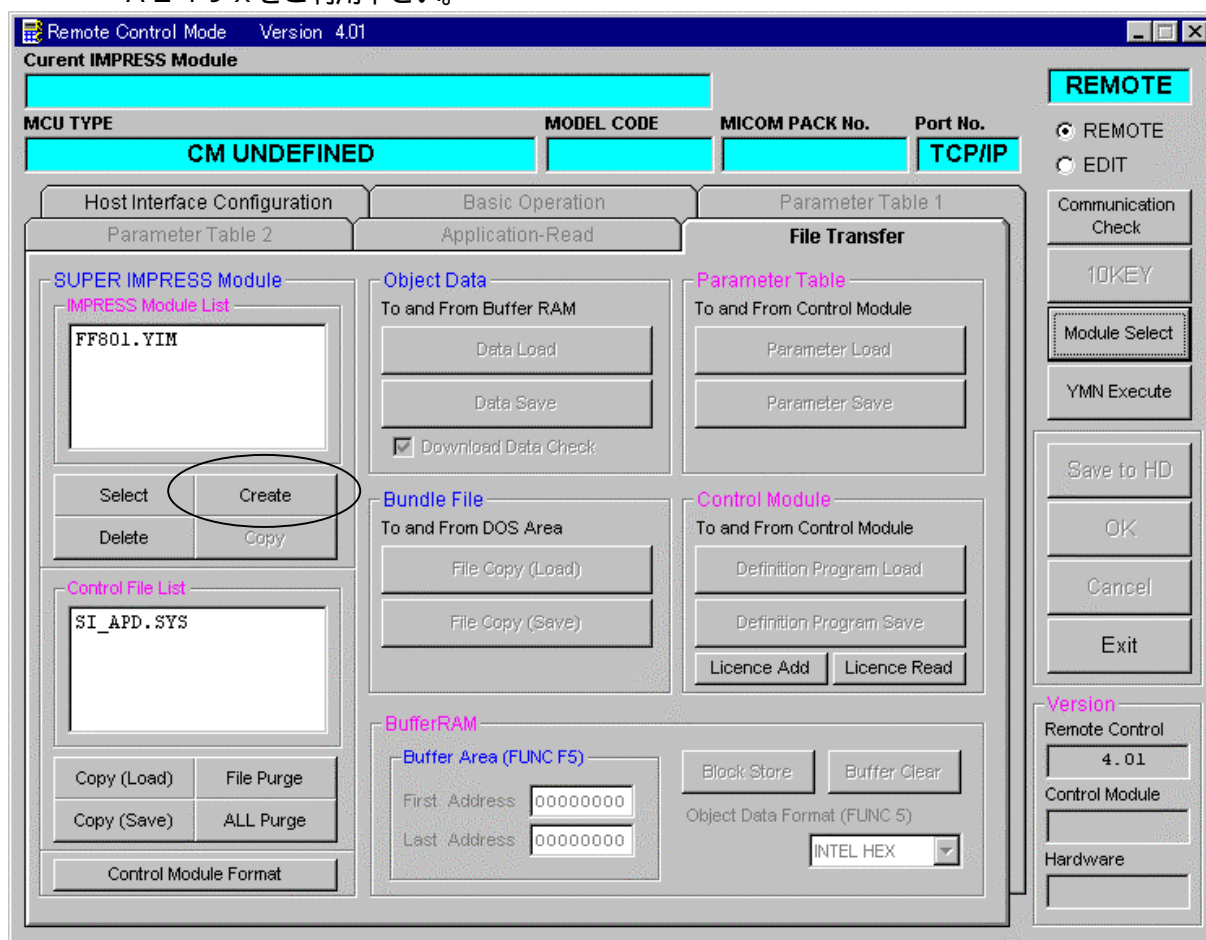 をご利用下さい。
Remote Control Mode Version 4.01
Curent IMPRESS Module
REMOTE
MCU TYPE MODEL CODE MICOM PACK No. Port No.
CM UNDEFINED TCP/IP
REMOTE
EDIT
Host Interface Configuration Basic Operation Parameter Table 1
Parameter Table 2 Application-Read File Transfer
Communication
Check
10KEY
Module Select
YMN Execute
SUPER IMPRESS Module
IMPRESS Module List
FF801.YIM
Select Create
Delete Copy
Control File List
SI_APD.SYS
Copy (Load) File Purge
Copy (Save) ALL Purge
Control Module Format
Object Data
To and From Buffer RAM
Data Load
Data Save
Download Data Check
Bundle File
To and From DOS Area
File Copy (Load)
File Copy (Save)
Parameter Table
To and From Control Module
Parameter Load
Parameter Save
Control Module
To and From Control Module
Definition Program Load
Definition Program Save
Licence Add Licence Read
BufferRAM
Buffer Area (FUNC F5)
First Address 00000000
Last Address 00000000
Block Store Buffer Clear
Object Data Format (FUNC 5)
INTEL HEX
Save to HD
OK
Cancel
Exit
Version
Remote Control
4.01
Control Module
Hardware